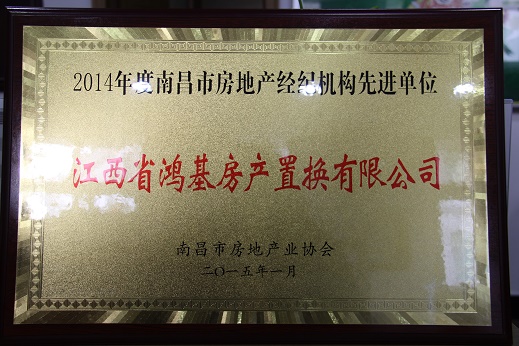 2014年度南昌市房地产经纪机构先进单位
江西省鸿基房产置换有限公司
南昌市房地产业协会
二〇一五年一月